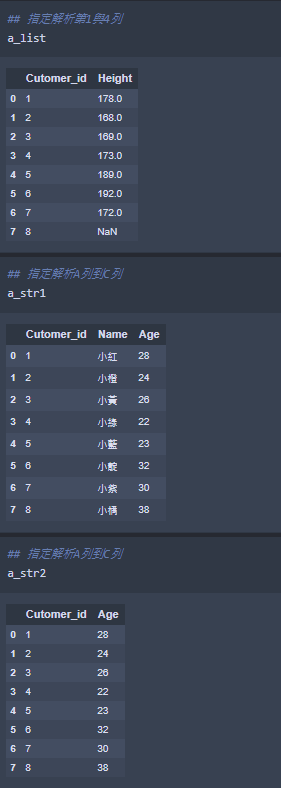 ## 指定解析第1與4列
a_list
Cutomer_id Height
0 1 178.0
1 2 168.0
2 3 169.0
3 4 173.0
4 5 189.0
5 6 192.0
6 7 172.0
7 8 NaN
## 指定解析A列到C列
a_str1
Cutomer_id Name Age
0 1 小紅 28
1 2 小橙 24
2 3 小黃 26
3 4 小綠 22
4 5 小藍 23
5 6 小靛 32
6 7 小紫 30
7 8 小橘 38
## 指定解析A列到C列
a_str2
Cutomer_id Age
0 1 28
1 2 24
2 3 26
3 4 22
4 5 23
5 6 32
6 7 30
7 8 38